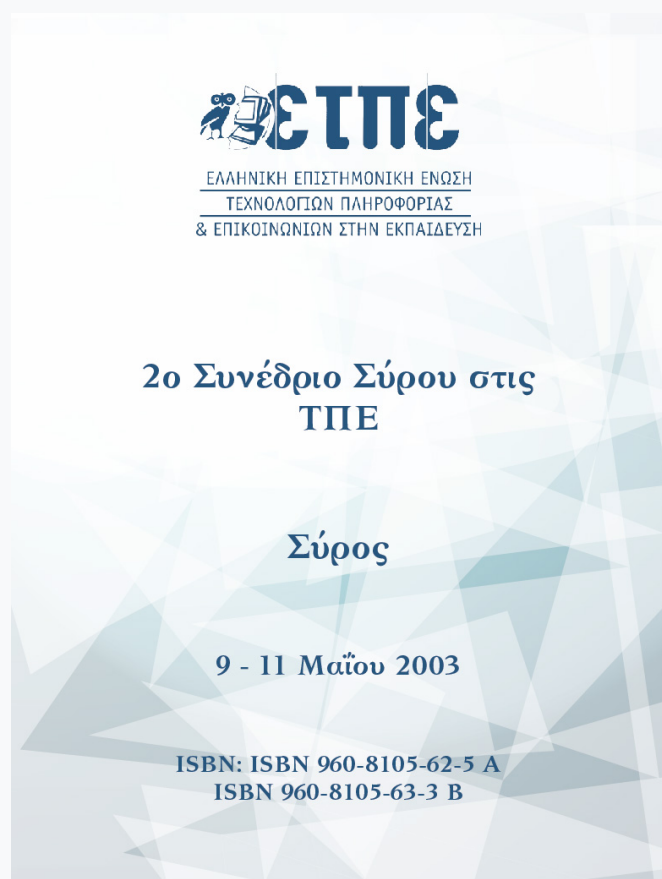 ετπε
ΕΛΛΗΝΙΚΗ ΕΠΙΣΤΗΜΟΝΙΚΗ ΕΝΩΣΗ
ΤΕΧΝΟΛΟΓΙΩΝ ΠΛΗΡΟΦΟΡΙΑΣ
& ΕΠΙΚΟΙΝΩΝΙΩΝ ΣΤΗΝ ΕΚΠΑΙΔΕΥΣΗ
2ο Συνέδριο Σύρου στις
ΤΠΕ
Σύρος
9 - 11 Μαΐου 2003
ISBN: ISBN 960-8105-62-5 Α
ISBN 960-8105-63-3 Β